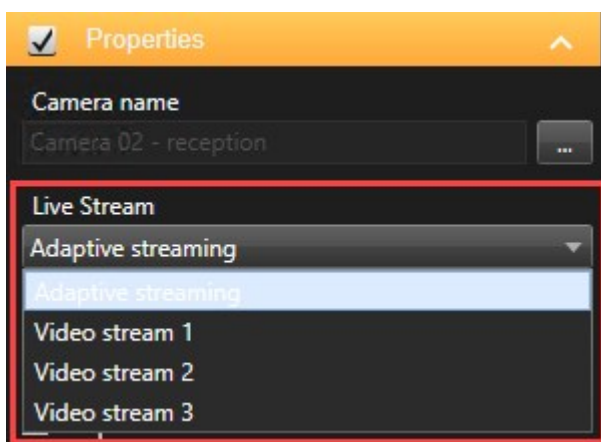 Properties
Camera name
Camera 02 - reception
...
Live Stream
Adaptive streaming
Adaptive streaming
Video stream 1
Video stream 2
Video stream 3